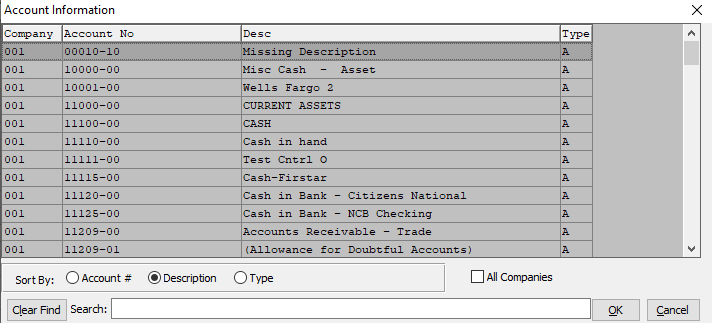 Account Information
Company Account No Desc Type
001 00010-10 Missing Description A
001 10000-00 Misc Cash  -  Asset A
001 10001-00 Wells Fargo 2 A
001 11000-00 CURRENT ASSETS A
001 11100-00 CASH A
001 11110-00 Cash in hand A
001 11111-00 Test Cntrl O A
001 11115-00 Cash-Firstar A
001 11120-00 Cash in Bank - Citizens National A
001 11125-00 Cash in Bank - NCB Checking A
001 11209-00 Accounts Receivable - Trade A
001 11209-01 (Allowance for Doubtful Accounts) A
Sort By: Account # Description Type All Companies
Clear Find Search: OK Cancel